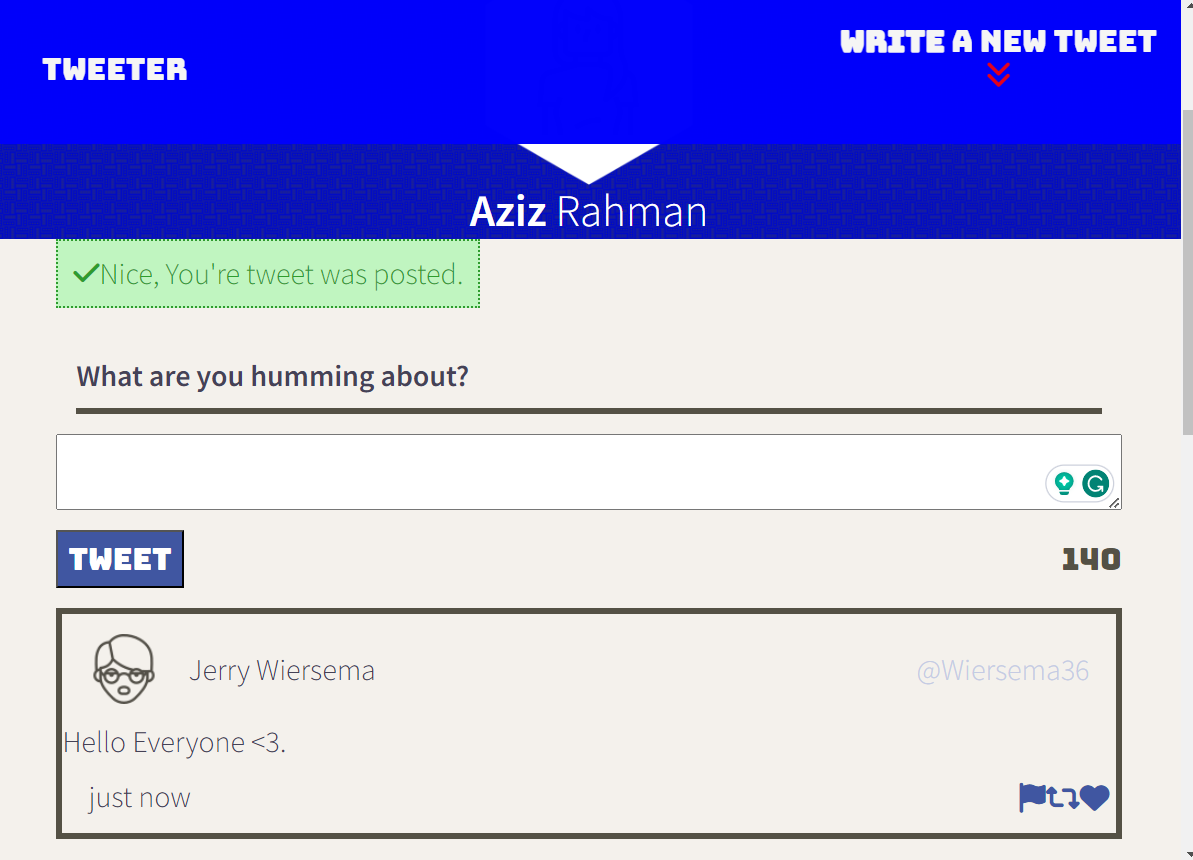 TWEETER
WRITE A NEW TWEET
Aziz Rahman
Nice, You're tweet was posted.
What are you humming about?
TWEET
140
Jerry Wiersema
@Wiersema36
Hello Everyone <3.
just now